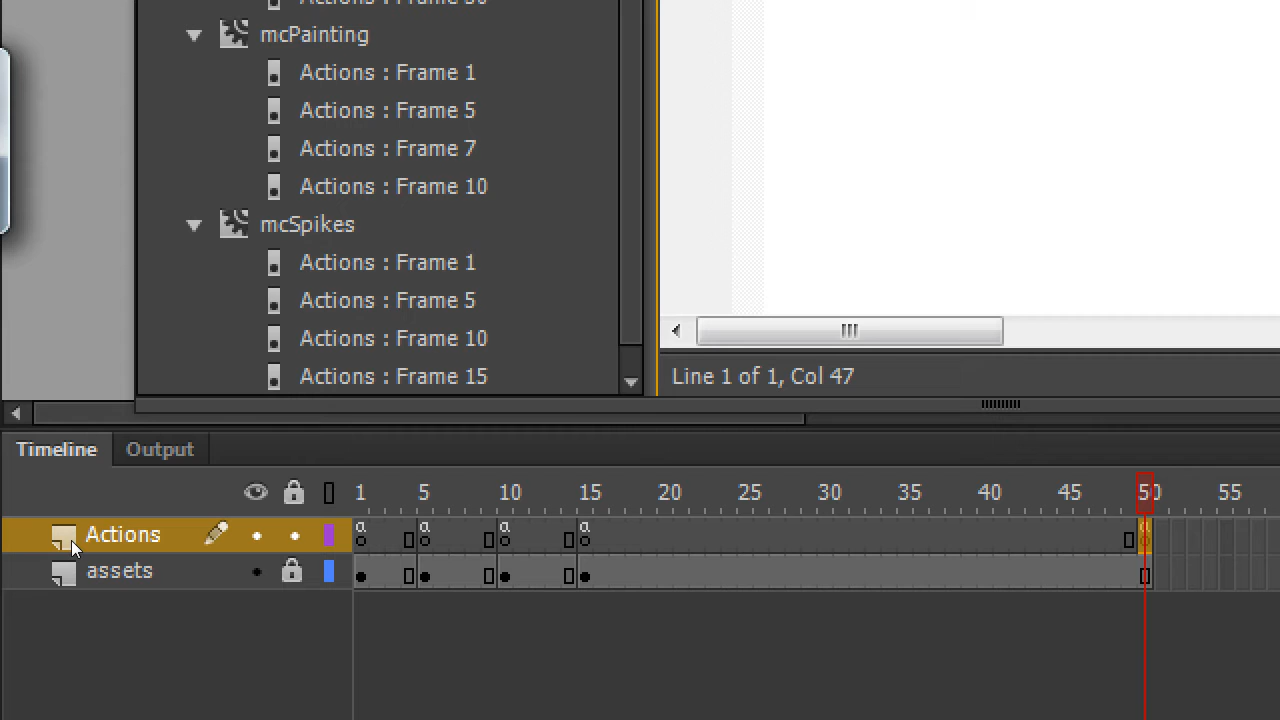 mcPainting
Actions : Frame 1
Actions : Frame 5
Actions : Frame 7
Actions : Frame 10
mcSpikes
Actions : Frame 1
Actions : Frame 5
Actions : Frame 10
Actions : Frame 15
Line 1 of 1, Col 47
Timeline Output
1 5 10 15 20 25 30 35 40 45 50 55
Actions
assets